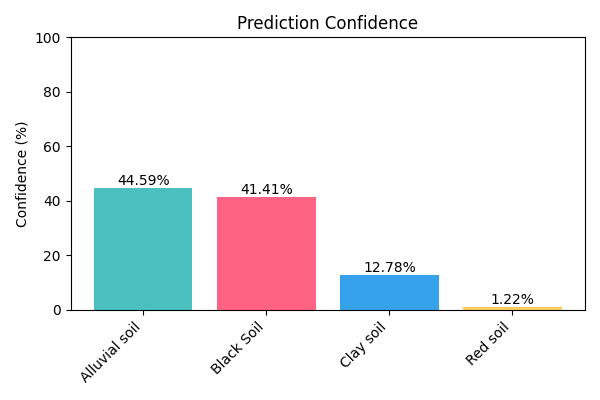 Prediction Confidence
Confidence (%)
100
80
60
40
20
0
44.59%
41.41%
12.78%
1.22%
Alluvial soil
Black Soil
Clay soil
Red soil